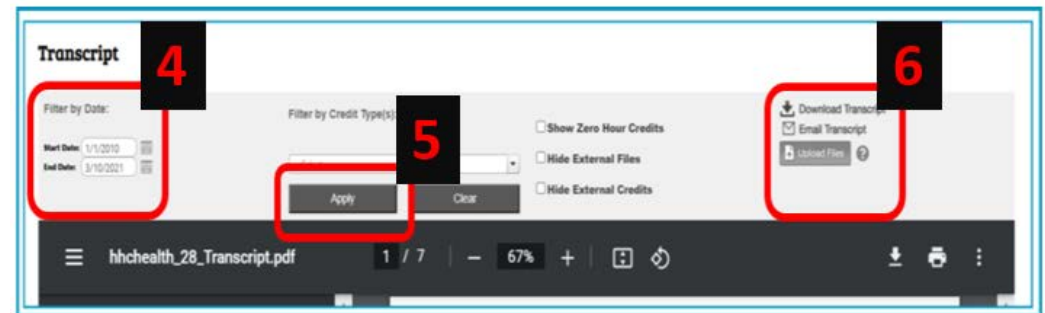 Transcript
4
5
6
Filter by Date:
Start Date: 1/1/2010
End Date: 3/10/2021
Filter by Credit Type(s):
Apply
Clear
Show Zero Hour Credits
Hide External Files
Hide External Credits
Download Transcript
Email Transcript
Upload Files
hhchealth_28_Transcript.pdf
1 / 7
67%